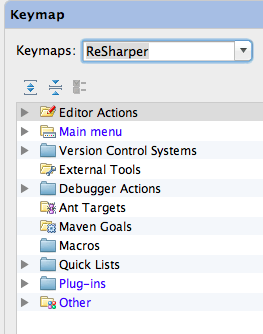 Keymap
Keymaps: ReSharper
Editor Actions
Main menu
Version Control Systems
External Tools
Debugger Actions
Ant Targets
Maven Goals
Macros
Quick Lists
Plug-ins
Other